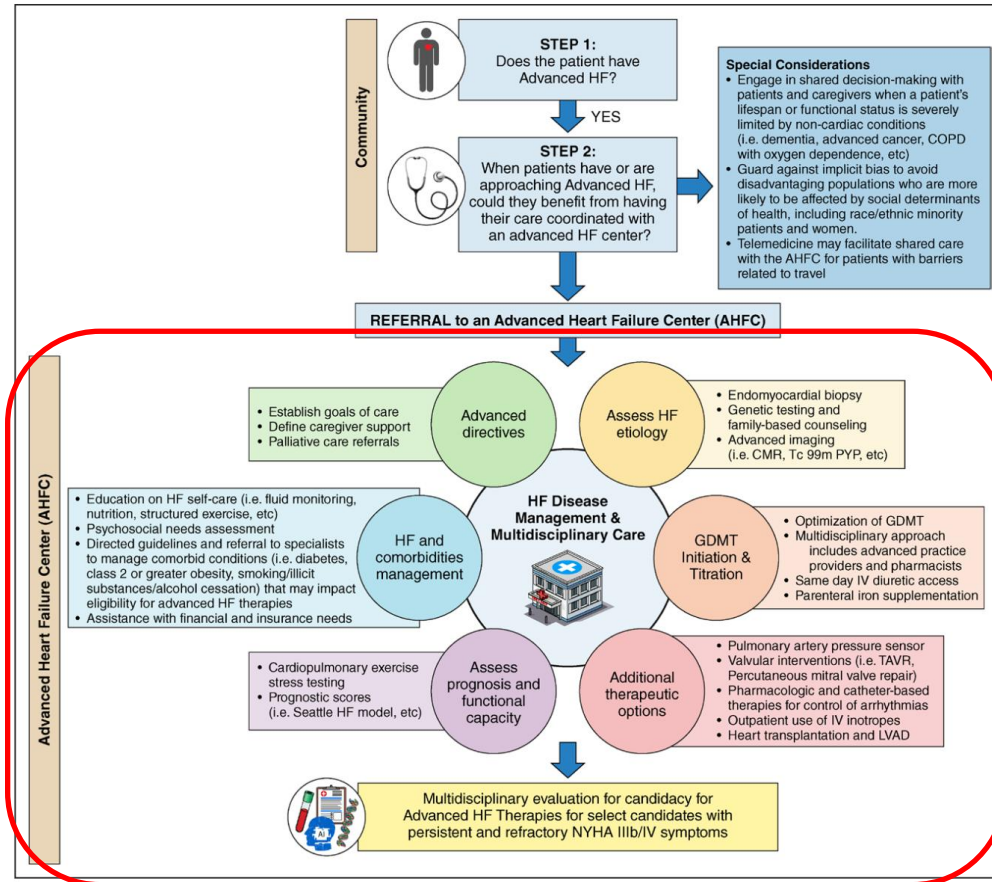 Community
STEP 1:
Does the patient have
Advanced HF?
YES
STEP 2:
When patients have or are
approaching Advanced HF,
could they benefit from having
their care coordinated with
an advanced HF center?
Special Considerations
• Engage in shared decision-making with
patients and caregivers when a patient's
lifespan or functional status is severely
limited by non-cardiac conditions
(i.e. dementia, advanced cancer, COPD
with oxygen dependence, etc)
• Guard against implicit bias to avoid
disadvantaging populations who are more
likely to be affected by social determinants
of health, including race/ethnic minority
patients and women.
• Telemedicine may facilitate shared care
with the AHFC for patients with barriers
related to travel
REFERRAL to an Advanced Heart Failure Center (AHFC)
Advanced Heart Failure Center (AHFC)
• Establish goals of care
• Define caregiver support
• Palliative care referrals
Advanced
directives
Assess HF
etiology
• Endomyocardial biopsy
• Genetic testing and
family-based counseling
• Advanced imaging
(i.e. CMR, Tc 99m PYP, etc)
• Education on HF self-care (i.e. fluid monitoring,
nutrition, structured exercise, etc)
• Psychosocial needs assessment
• Directed guidelines and referral to specialists
to manage comorbid conditions (i.e. diabetes,
class 2 or greater obesity, smoking/illicit
substances/alcohol cessation) that may impact
eligibility for advanced HF therapies
• Assistance with financial and insurance needs
HF and
comorbidities
management
HF Disease
Management &
Multidisciplinary Care
GDMT
Initiation &
Titration
• Optimization of GDMT
• Multidisciplinary approach
includes advanced practice
providers and pharmacists
• Same day IV diuretic access
• Parenteral iron supplementation
• Cardiopulmonary exercise
stress testing
• Prognostic scores
(i.e. Seattle HF model, etc)
Assess
prognosis and
functional
capacity
Additional
therapeutic
options
• Pulmonary artery pressure sensor
• Valvular interventions (i.e. TAVR,
Percutaneous mitral valve repair)
• Pharmacologic and catheter-based
therapies for control of arrhythmias
• Outpatient use of IV inotropes
• Heart transplantation and LVAD
AI
Multidisciplinary evaluation for candidacy for
Advanced HF Therapies for select candidates with
persistent and refractory NYHA IIIb/IV symptoms